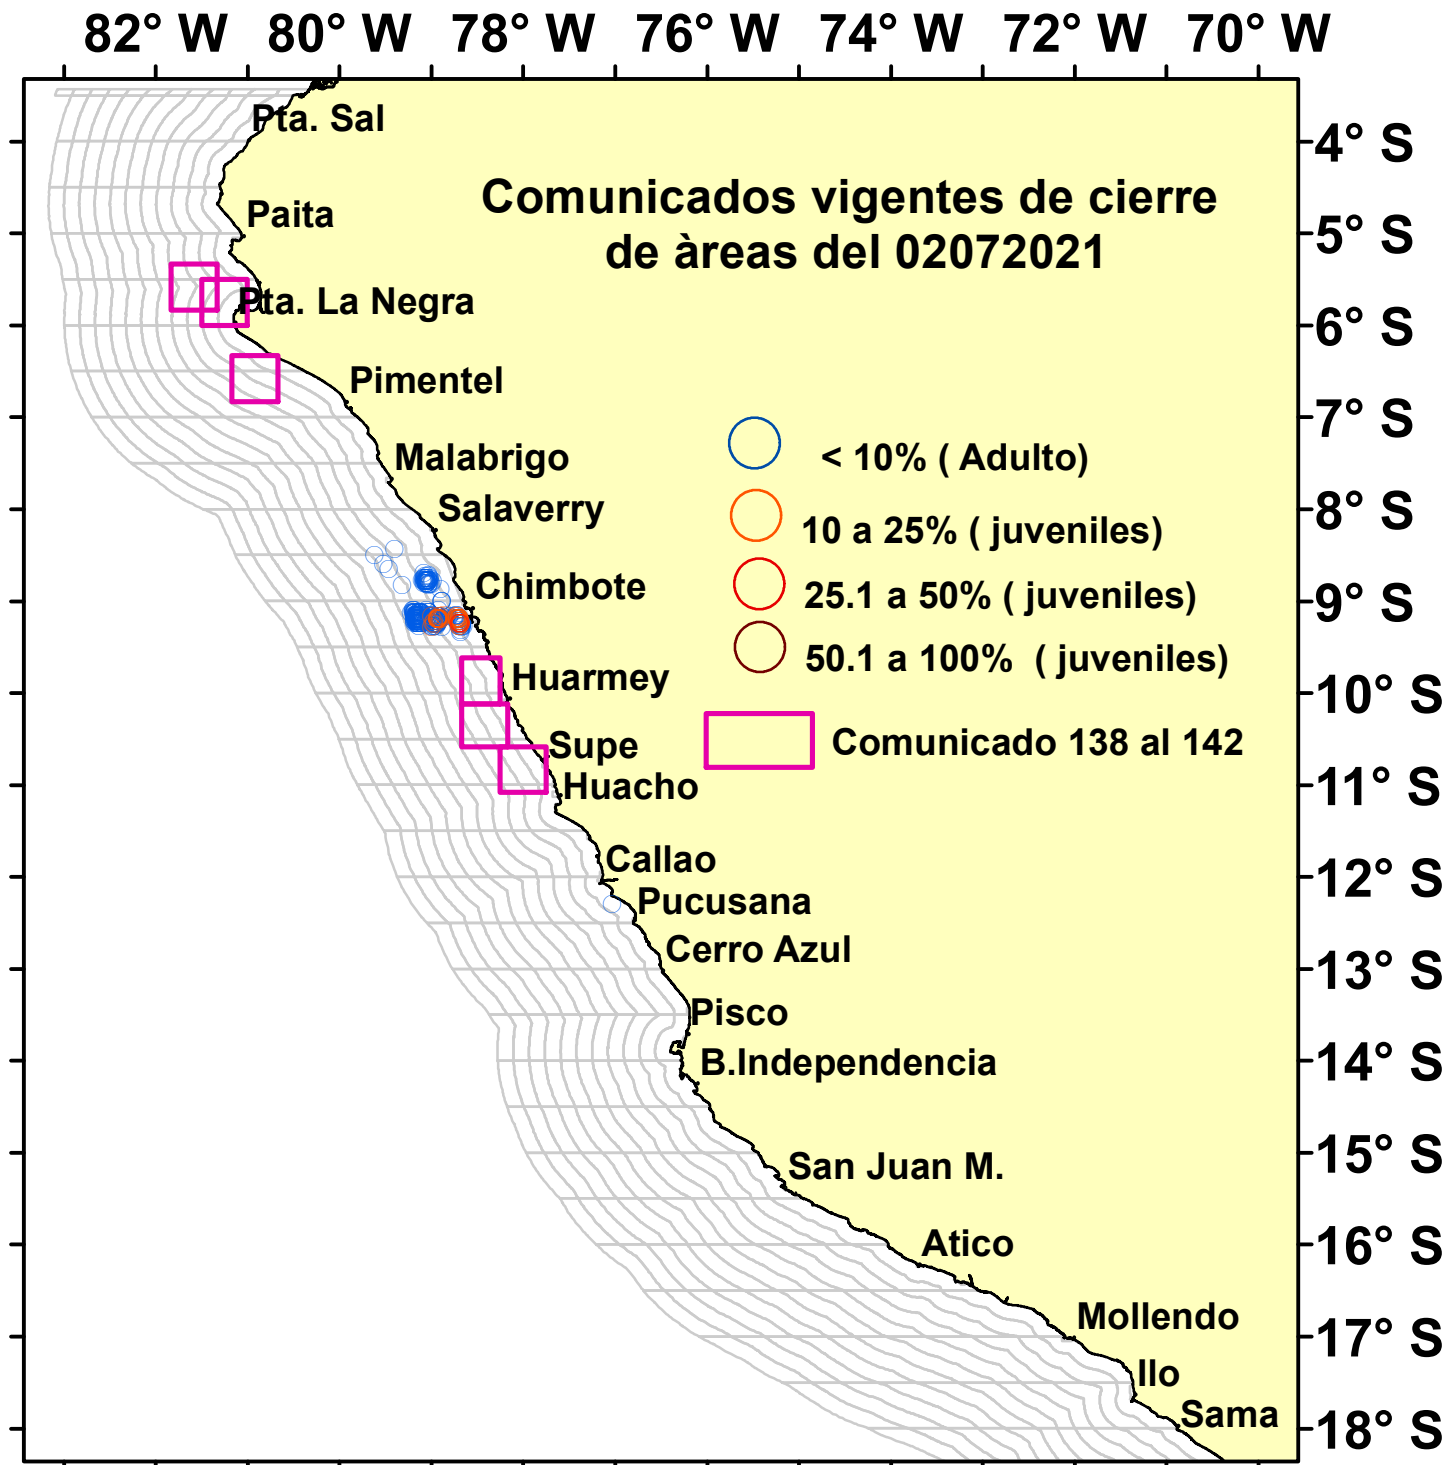 82° W 80° W 78° W 76° W 74° W 72° W 70° W
Pta. Sal
4° S
Comunicados vigentes de cierre
de àreas del 02072021
Paita
5° S
Pta. La Negra
6° S
Pimentel
7° S
< 10% ( Adulto)
Malabrigo
Salaverry
8° S
10 a 25% ( juveniles)
Chimbote
25.1 a 50% ( juveniles)
9° S
50.1 a 100% ( juveniles)
Huarmey
10° S
Supe
Comunicado 138 al 142
Huacho
11° S
Callao
12° S
Pucusana
Cerro Azul
13° S
Pisco
B.Independencia
14° S
San Juan M.
15° S
Atico
16° S
Mollendo
17° S
Ilo
Sama
18° S